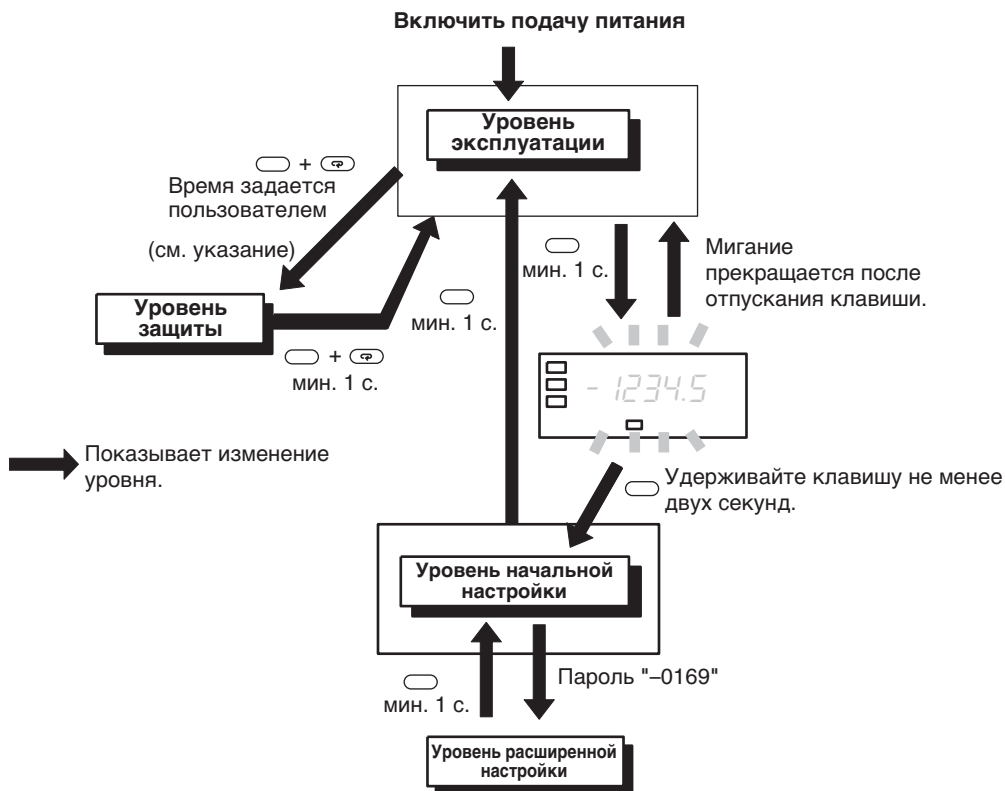 Включить подачу питания
Уровень
эксплуатации
+
Время задается
пользователем
(см. указание)
мин. 1 с.
Мигание
прекращается после
отпускания клавиши.
Уровень
защиты
мин. 1 с.
+
мин. 1 с.
-1234.5
Показывает изменение
уровня.
Удерживайте клавишу не менее
двух секунд.
Уровень начальной
настройки
Пароль "–0169"
мин. 1 с.
Уровень расширенной
настройки